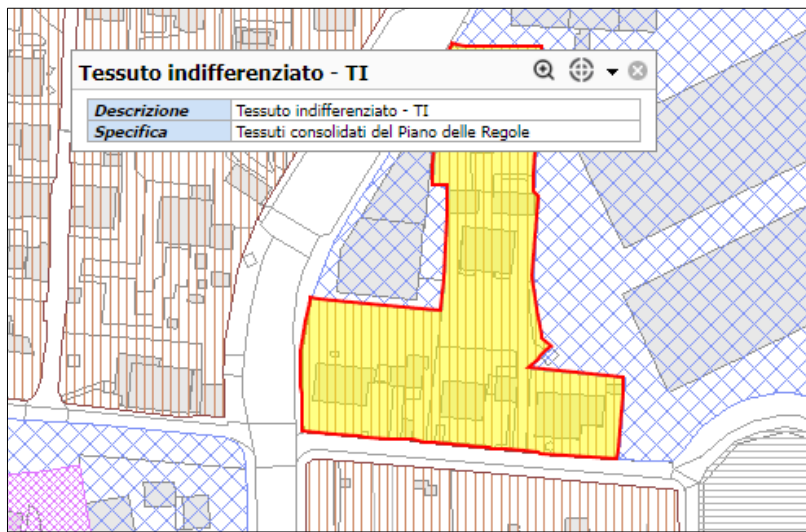 Tessuto indifferenziato - TI
Descrizione Tessuto indifferenziato - TI
Specifica Tessuti consolidati del Piano delle Regole